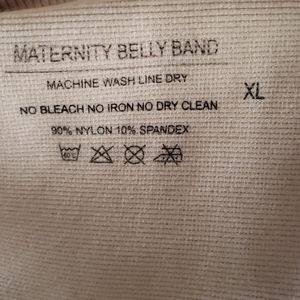 MATERNITY BELLY BAND
MACHINE WASH LINE DRY
XL
NO BLEACH NO IRON NO DRY CLEAN
90% NYLON 10% SPANDEX